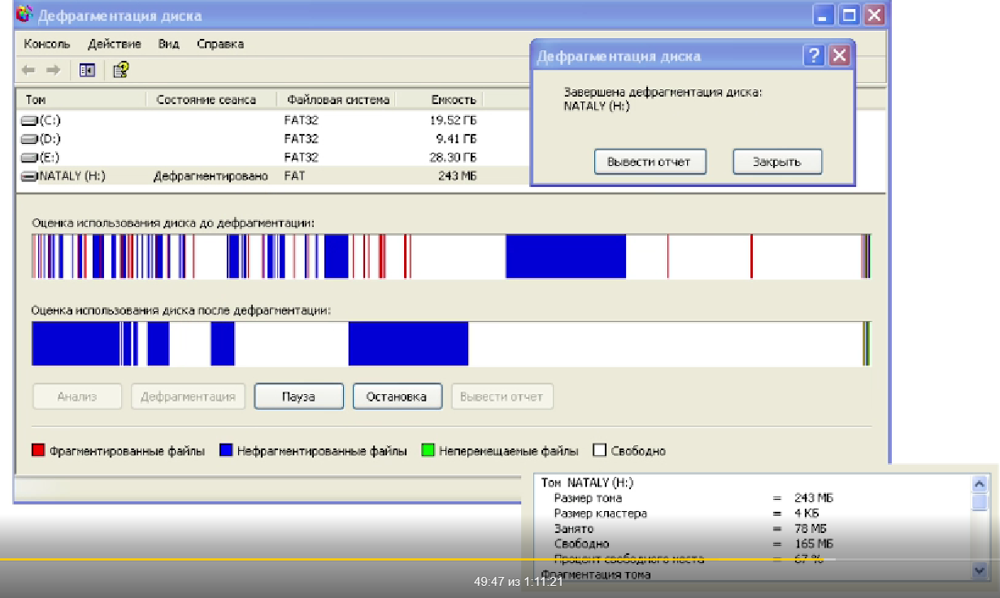 Дефрагментация диска
Консоль Действие Вид Справка
Том Состояние сеанса Файловая система Емкость
(C:) FAT32 19.52 ГБ
(D:) FAT32 9.41 ГБ
(E:) FAT32 28.30 ГБ
NATALY (H:) Дефрагментировано FAT 243 МБ
Дефрагментация диска
Завершена дефрагментация диска:
NATALY (H:)
Вывести отчет Закрыть
Оценка использования диска до дефрагментации:
Оценка использования диска после дефрагментации:
Анализ Дефрагментация Пауза Остановка Вывести отчет
Фрагментированные файлы Нефрагментированные файлы Неперемещаемые файлы Свободно
Том NATALY (H:)
Размер тома = 243 МБ
Размер кластера = 4 КБ
Занято = 78 МБ
Свободно = 165 МБ
Процент свободного места = 67 %
Фрагментация тома
49:47 из 1:11:21